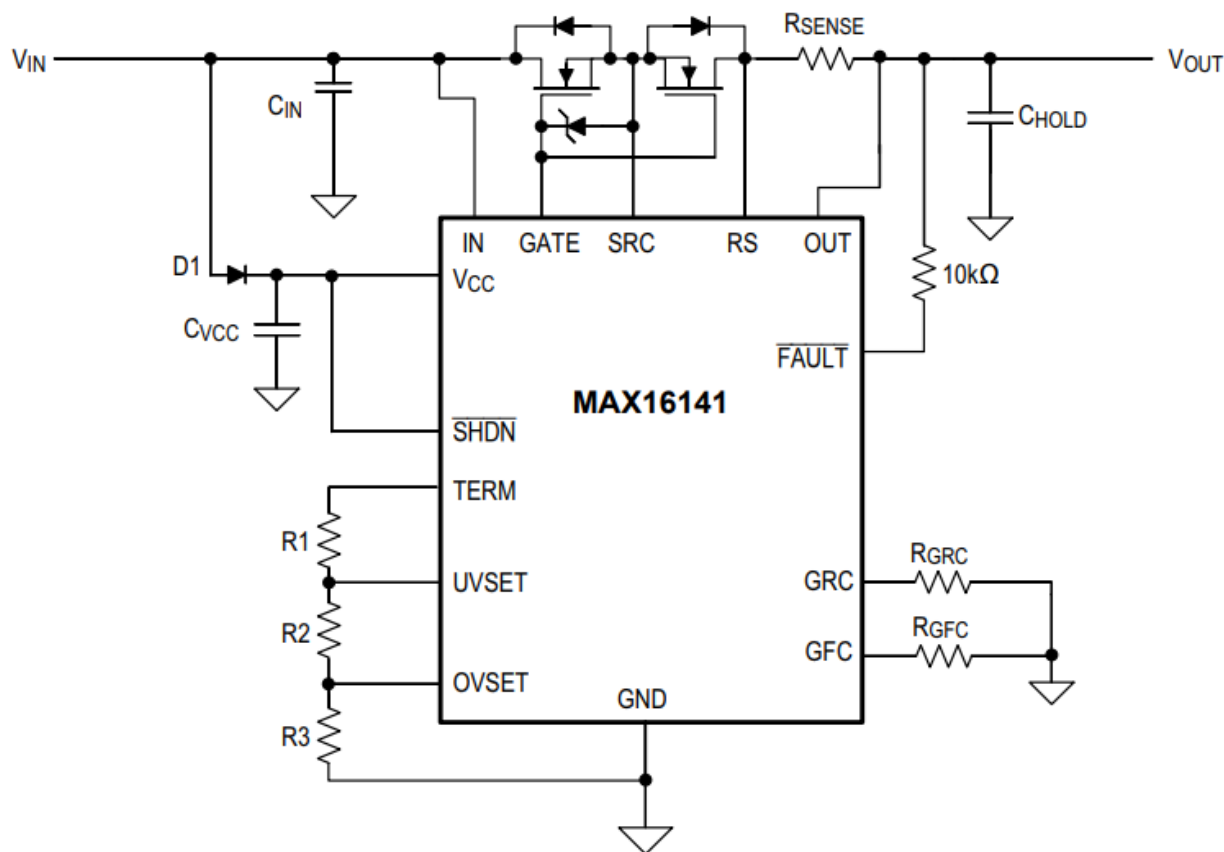 RSENSE
VIN
VOUT
CIN
CHOLD
IN
GATE
SRC
RS
OUT
D1
VCC
10kΩ
CVCC
FAULT
MAX16141
SHDN
TERM
R1
UVSET
GRC
RGRC
R2
GFC
RGFC
OVSET
GND
R3